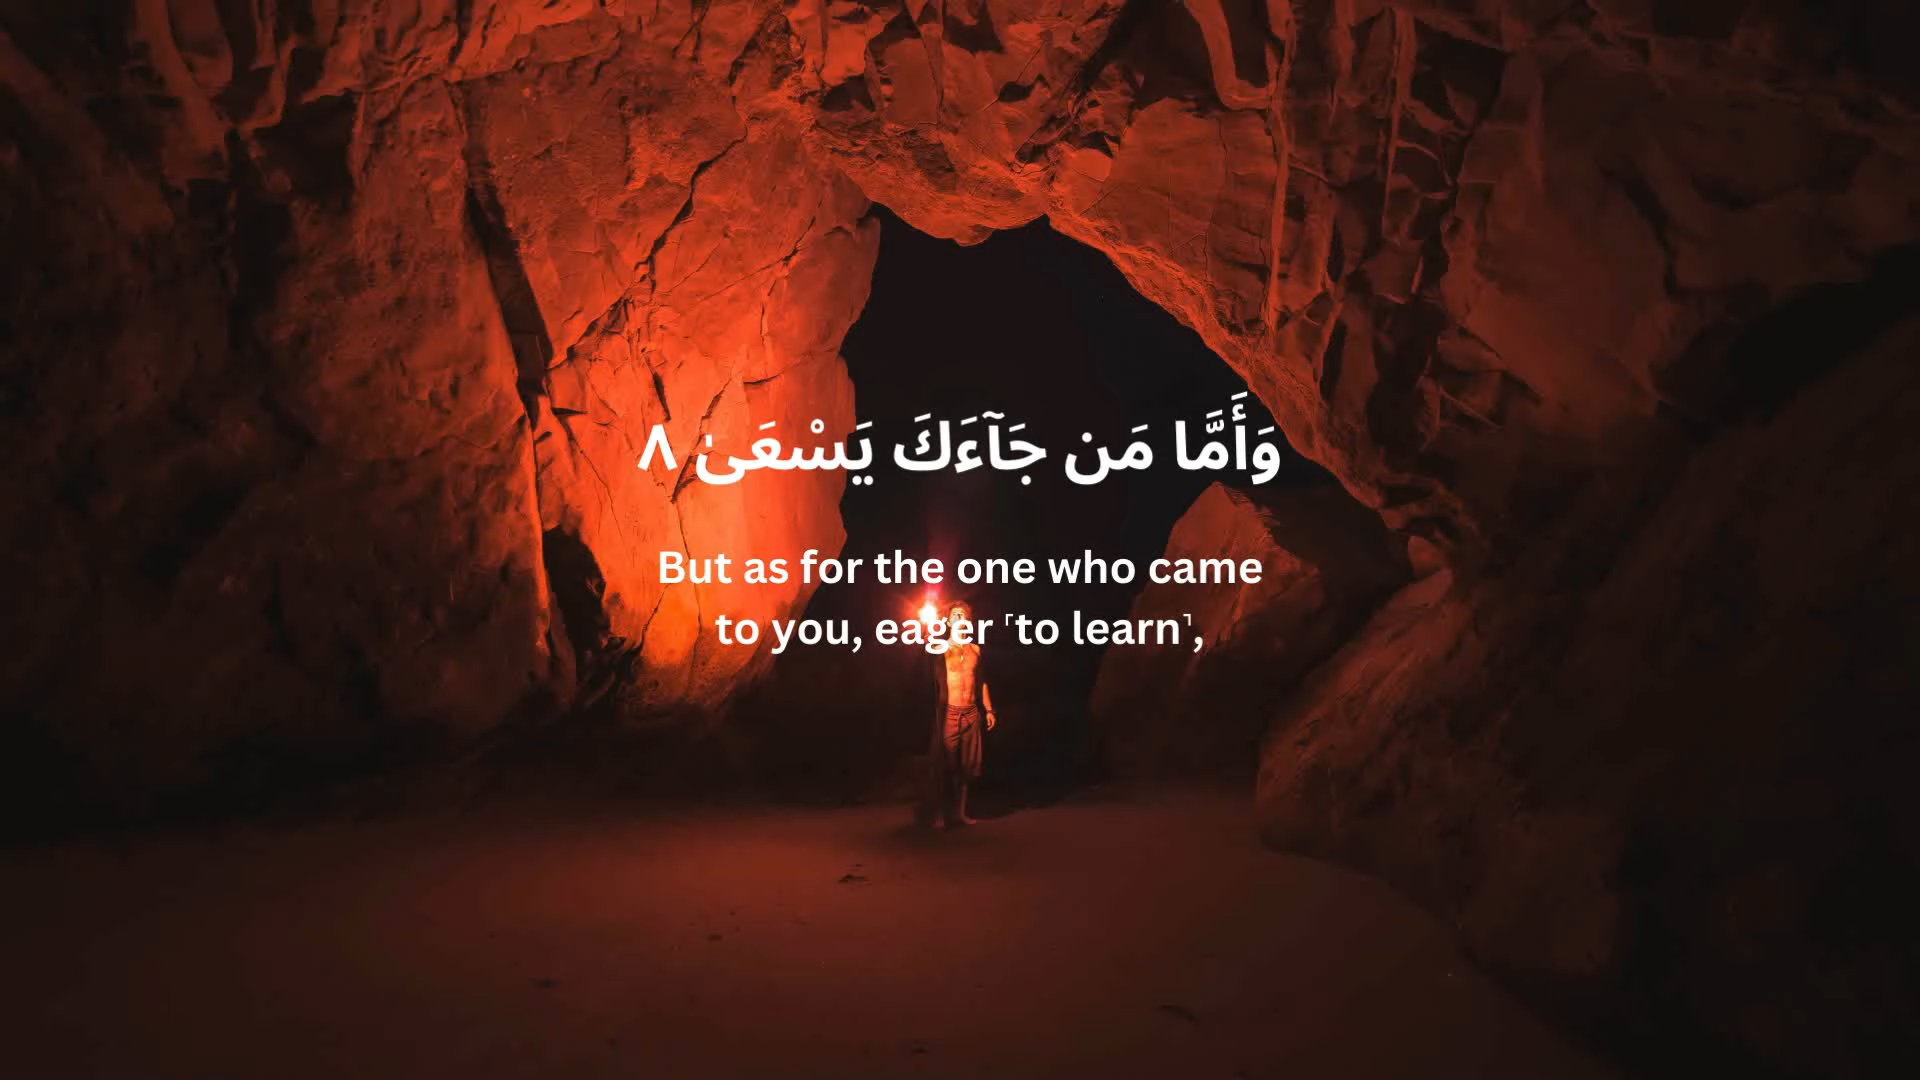 وَأَمَّا مَن جَآءَكَ يَسْعَىٰ ٨
But as for the one who came
to you, eager ⸢to learn⸣,